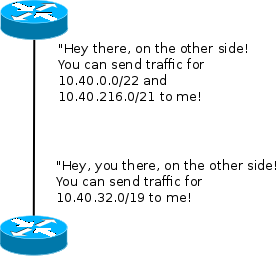 "Hey there, on the other side!
You can send traffic for
10.40.0.0/22 and
10.40.216.0/21 to me!
"Hey, you there, on the other side!
You can send traffic for
10.40.32.0/19 to me!